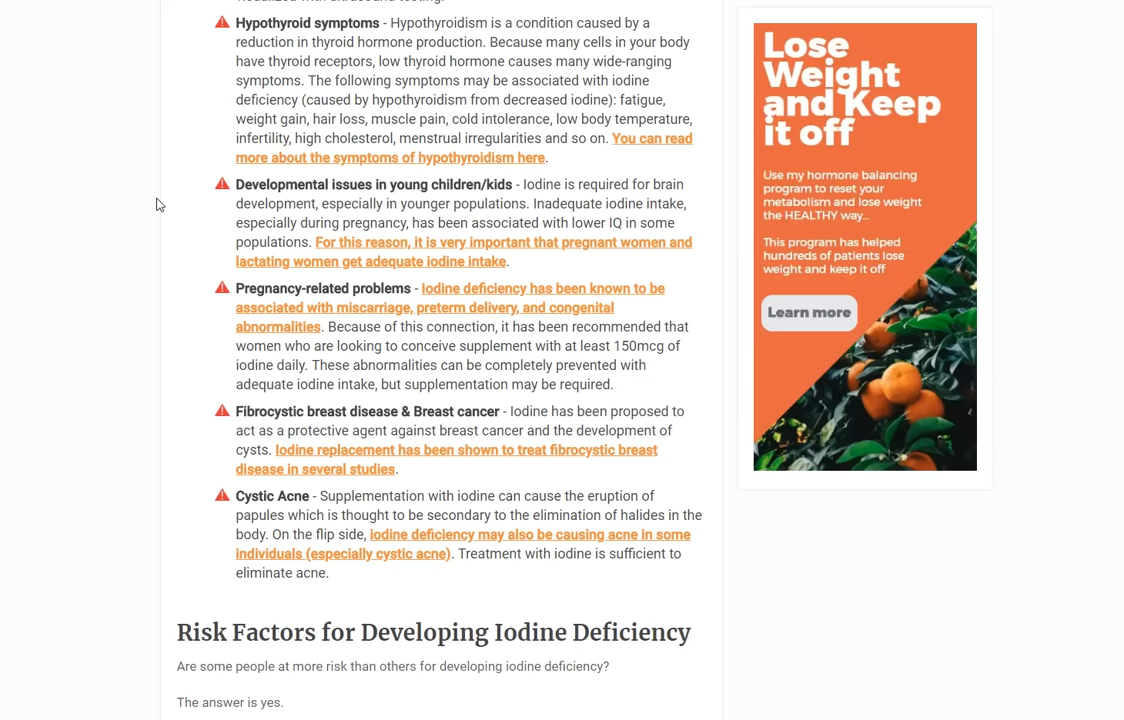 Hypothyroid symptoms - Hypothyroidism is a condition caused by a
reduction in thyroid hormone production. Because many cells in your body
have thyroid receptors, low thyroid hormone causes many wide-ranging
symptoms. The following symptoms may be associated with iodine
deficiency (caused by hypothyroidism from decreased iodine): fatigue,
weight gain, hair loss, muscle pain, cold intolerance, low body temperature,
infertility, high cholesterol, menstrual irregularities and so on. You can read
more about the symptoms of hypothyroidism here.
Developmental issues in young children/kids - Iodine is required for brain
development, especially in younger populations. Inadequate iodine intake,
especially during pregnancy, has been associated with lower IQ in some
populations. For this reason, it is very important that pregnant women and
lactating women get adequate iodine intake.
Pregnancy-related problems - Iodine deficiency has been known to be
associated with miscarriage, preterm delivery, and congenital
abnormalities. Because of this connection, it has been recommended that
women who are looking to conceive supplement with at least 150mcg of
iodine daily. These abnormalities can be completely prevented with
adequate iodine intake, but supplementation may be required.
Fibrocystic breast disease & Breast cancer - Iodine has been proposed to
act as a protective agent against breast cancer and the development of
cysts. Iodine replacement has been shown to treat fibrocystic breast
disease in several studies.
Cystic Acne - Supplementation with iodine can cause the eruption of
papules which is thought to be secondary to the elimination of halides in the
body. On the flip side, iodine deficiency may also be causing acne in some
individuals (especially cystic acne). Treatment with iodine is sufficient to
eliminate acne.
Risk Factors for Developing Iodine Deficiency
Are some people at more risk than others for developing iodine deficiency?
The answer is yes.
Lose
Weight
and Keep
it off
Use my hormone balancing
program to reset your
metabolism and lose weight
the HEALTHY way...
This program has helped
hundreds of patients lose
weight and keep it off
Learn more